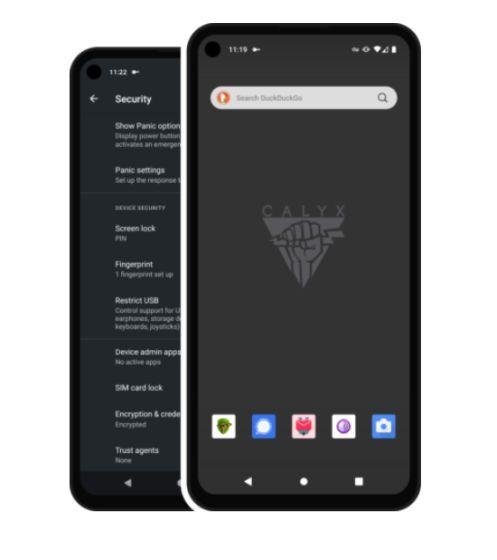 11:22
Security
Show Panic option
Display power button
activates an emergen
Panic settings
Set up the response t
DEVICE SECURITY
Screen lock
PIN
Fingerprint
1 fingerprint set up
Restrict USB
Control support for U
earphones, storage d
keyboards, joysticks)
Device admin apps
No active apps
SIM card lock
Encryption & crede
Encrypted
Trust agents
None
11:19
Search DuckDuckGo
CALYX